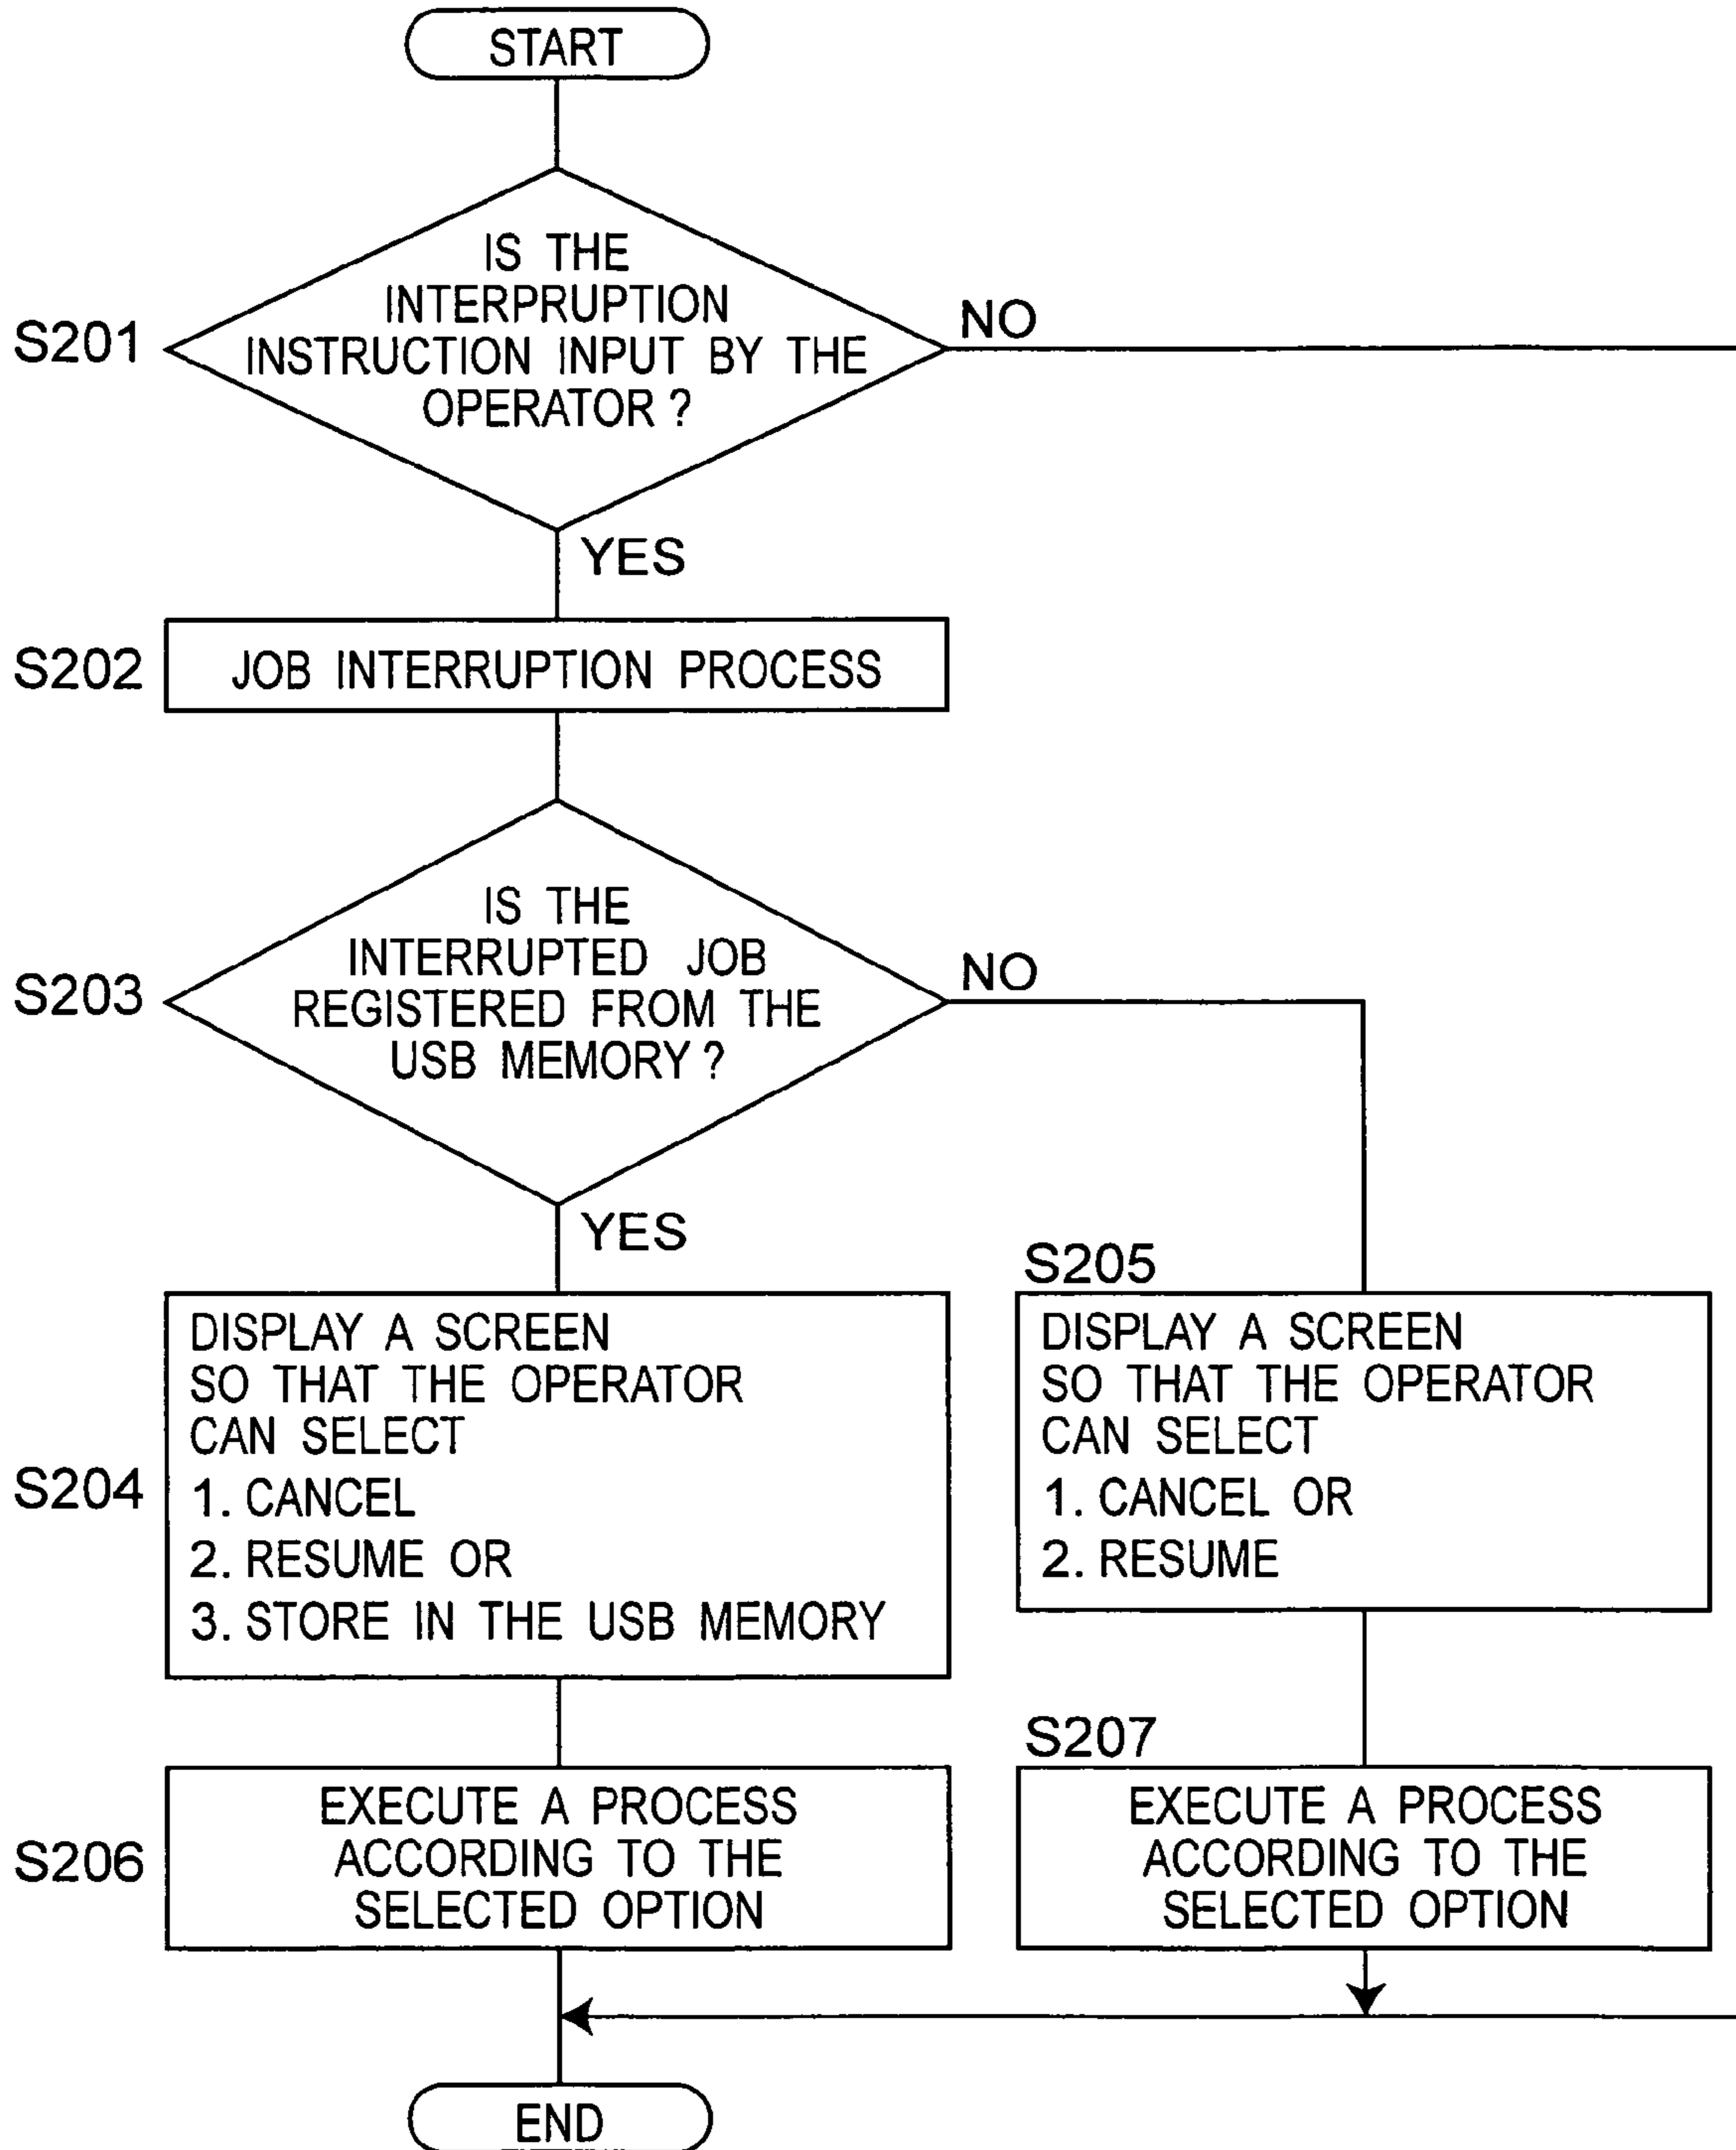 START
IS THE
INTERPRUPTION
INSTRUCTION INPUT BY THE
OPERATOR ?
S201
NO
YES
S202
JOB INTERRUPTION PROCESS
IS THE
INTERRUPTED JOB
REGISTERED FROM THE
USB MEMORY ?
S203
NO
YES
S204
DISPLAY A SCREEN
SO THAT THE OPERATOR
CAN SELECT
1. CANCEL
2. RESUME OR
3. STORE IN THE USB MEMORY
S205
DISPLAY A SCREEN
SO THAT THE OPERATOR
CAN SELECT
1. CANCEL OR
2. RESUME
S206
EXECUTE A PROCESS
ACCORDING TO THE
SELECTED OPTION
S207
EXECUTE A PROCESS
ACCORDING TO THE
SELECTED OPTION
END